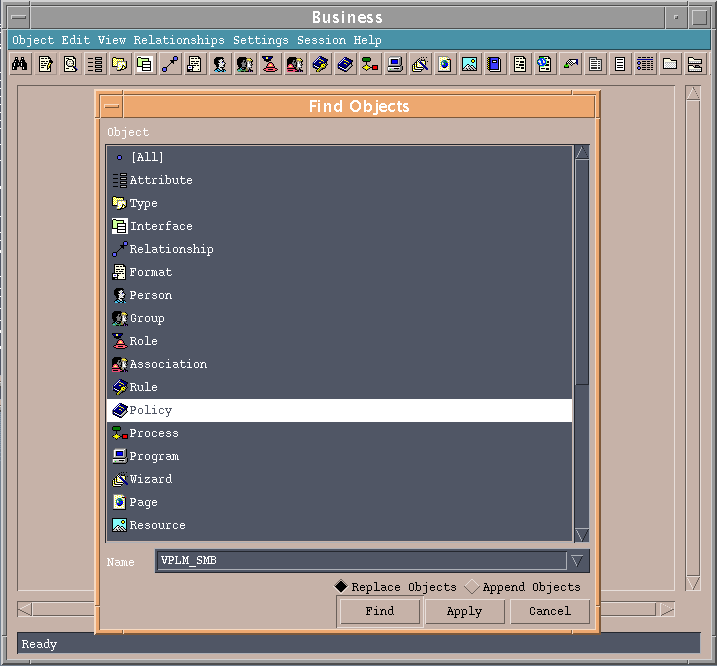 Business
Object Edit View Relationships Settings Session Help
Find Objects
Object
[All]
Attribute
Type
Interface
Relationship
Format
Person
Group
Role
Association
Rule
Policy
Process
Program
Wizard
Page
Resource
Name VPLM_SMB
Replace Objects Append Objects
Find Apply Cancel
Ready